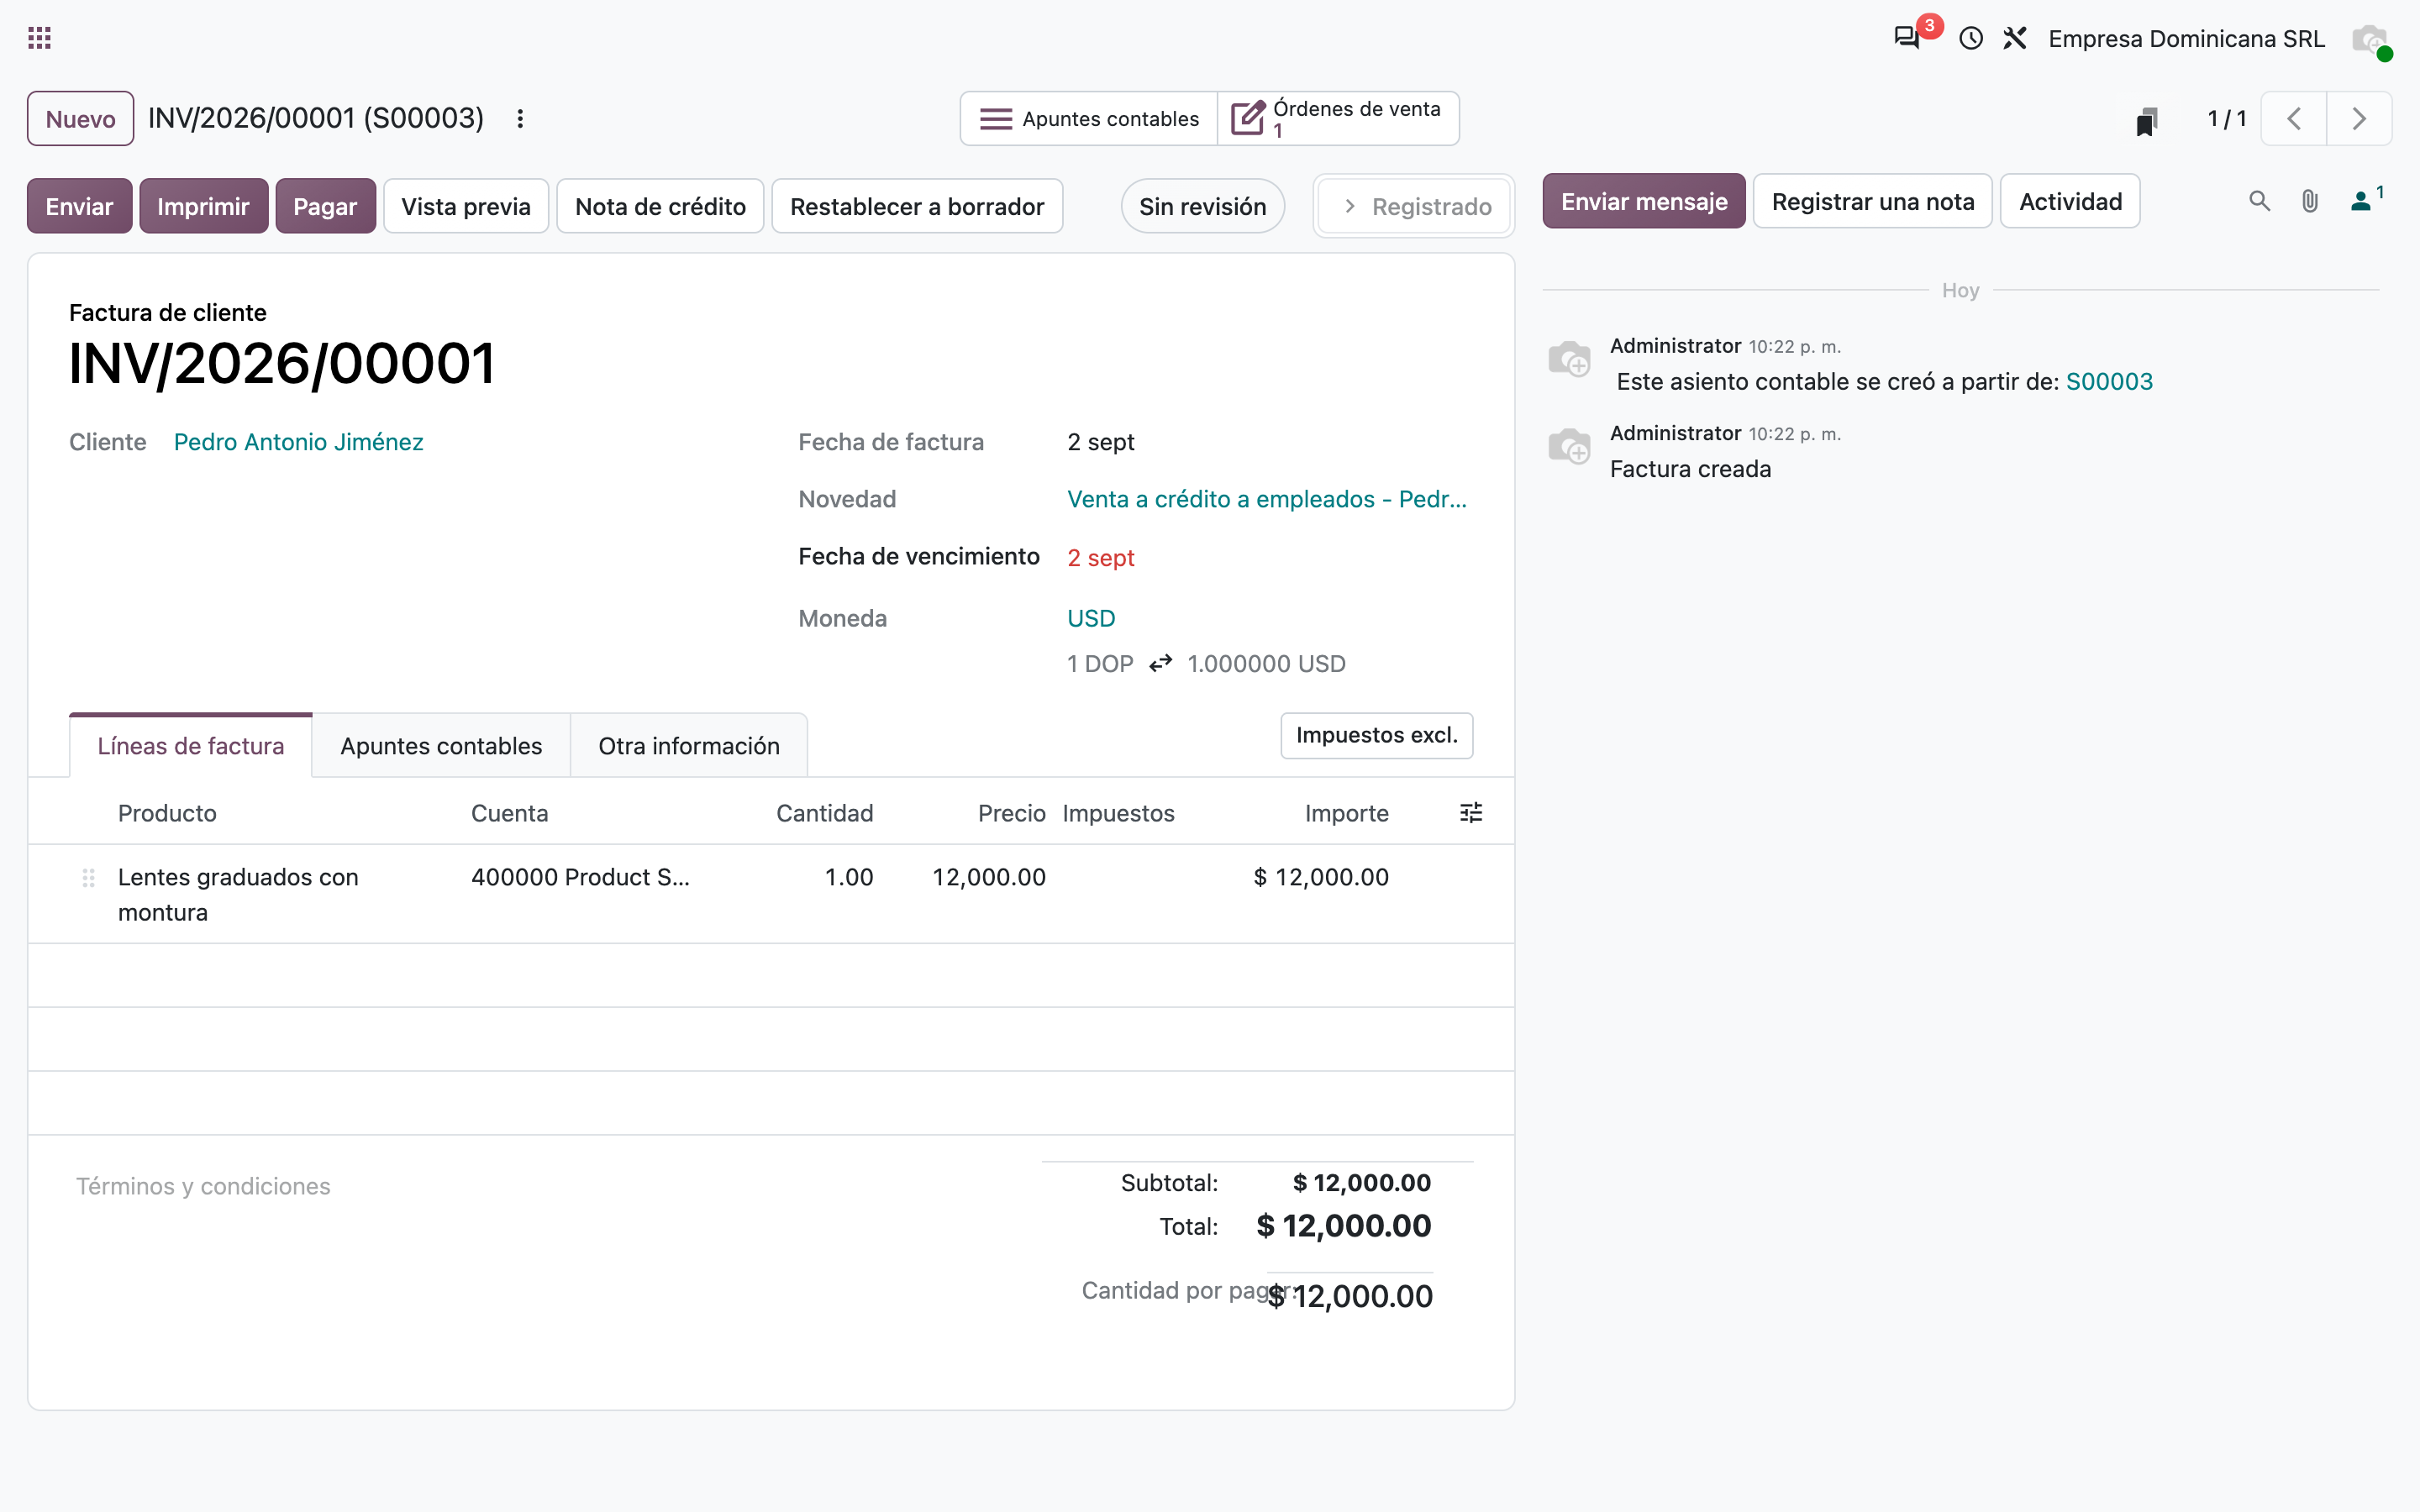 3
Empresa Dominicana SRL
Nuevo
INV/2026/00001 (S00003)
Apuntes contables
Órdenes de venta
1
1 / 1
Enviar
Imprimir
Pagar
Vista previa
Nota de crédito
Restablecer a borrador
Sin revisión
Registrado
Enviar mensaje
Registrar una nota
Actividad
1
Factura de cliente
INV/2026/00001
Cliente Pedro Antonio Jiménez
Fecha de factura 2 sept
Novedad Venta a crédito a empleados - Pedr...
Fecha de vencimiento 2 sept
Moneda USD
1 DOP 1.000000 USD
Líneas de factura Apuntes contables Otra información Impuestos excl.
Producto Cuenta Cantidad Precio Impuestos Importe
Lentes graduados con 400000 Product S... 1.00 12,000.00 $ 12,000.00
montura
Términos y condiciones
Subtotal: $ 12,000.00
Total: $ 12,000.00
Cantidad por pagar: $ 12,000.00
Hoy
Administrator 10:22 p. m.
Este asiento contable se creó a partir de: S00003
Administrator 10:22 p. m.
Factura creada